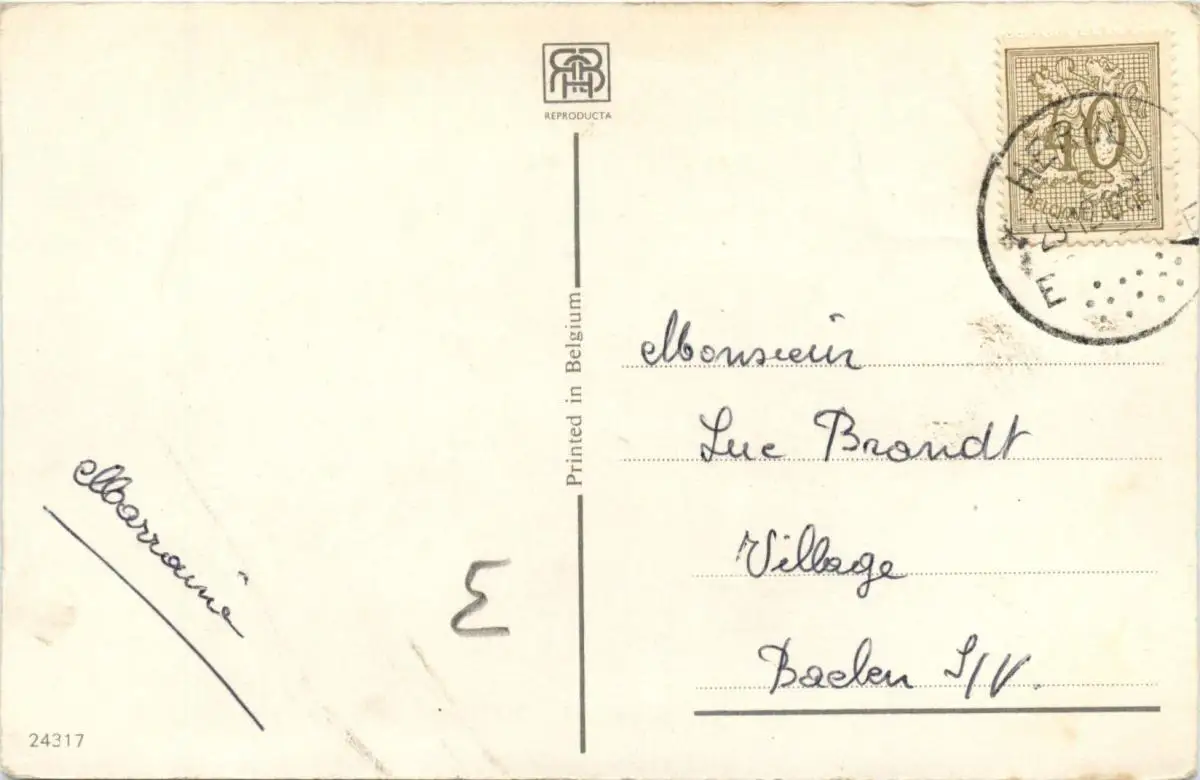 REPRODUCTA
40
BELGIQUE BELGIË
Printed in Belgium
Monsieur
Luc Brandt
Village
Baelen S/V.
Marraine
E
24317